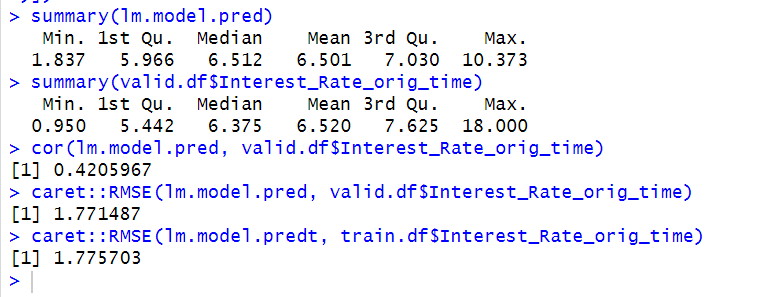 > summary(lm.model.pred)
   Min. 1st Qu.  Median    Mean 3rd Qu.    Max.
  1.837   5.966   6.512   6.501   7.030  10.373
> summary(valid.df$Interest_Rate_orig_time)
   Min. 1st Qu.  Median    Mean 3rd Qu.    Max.
  0.950   5.442   6.375   6.520   7.625  18.000
> cor(lm.model.pred, valid.df$Interest_Rate_orig_time)
[1] 0.4205967
> caret::RMSE(lm.model.pred, valid.df$Interest_Rate_orig_time)
[1] 1.771487
> caret::RMSE(lm.model.predt, train.df$Interest_Rate_orig_time)
[1] 1.775703
>